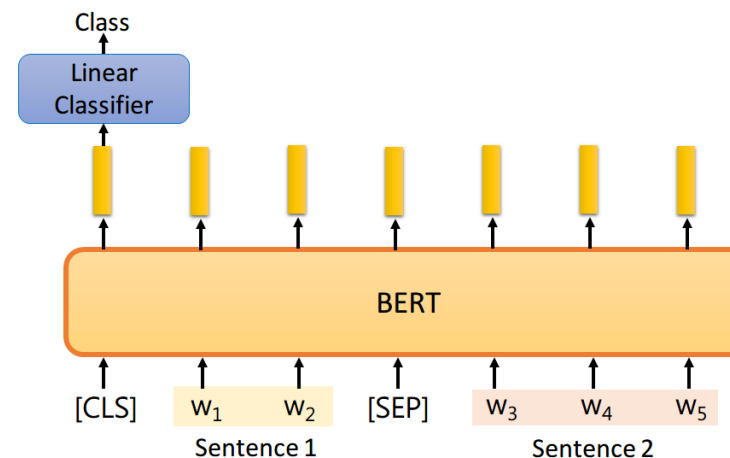 Class
Linear
Classifier
BERT
[CLS] w₁ w₂ [SEP] w₃ w₄ w₅
Sentence 1 Sentence 2